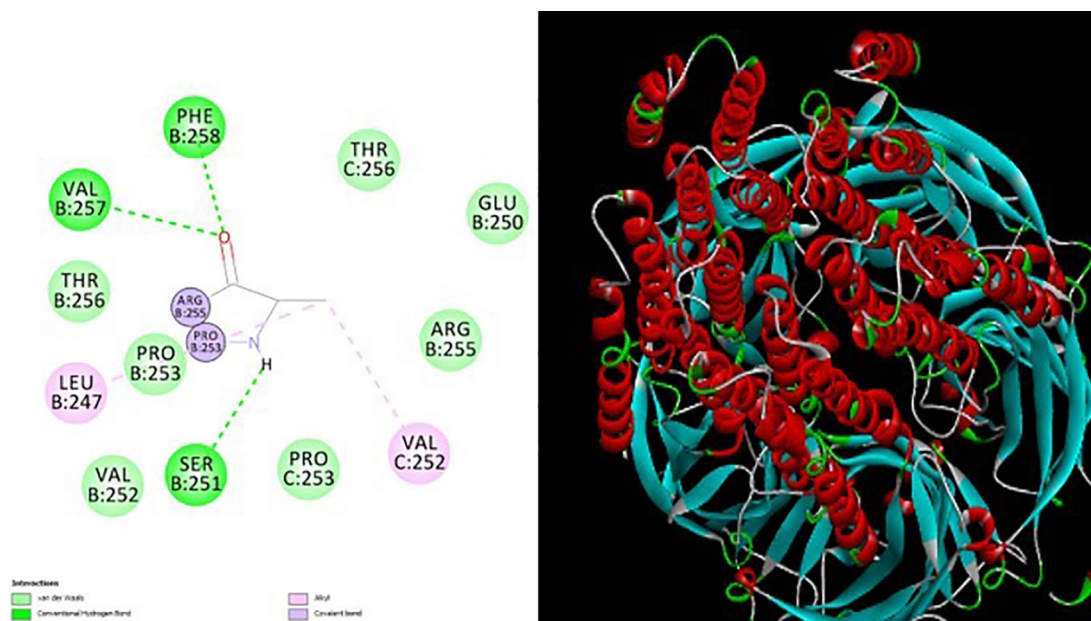 PHE
B:258
THR
C:256
VAL
B:257
GLU
B:250
O
THR
B:256
ARG
B:255
PRO
B:253
N
H
ARG
B:255
PRO
B:253
LEU
B:247
VAL
C:252
VAL
B:252
SER
B:251
PRO
C:253
Interactions
van der Waals
Conventional Hydrogen Bond
Alkyl
Covalent bond